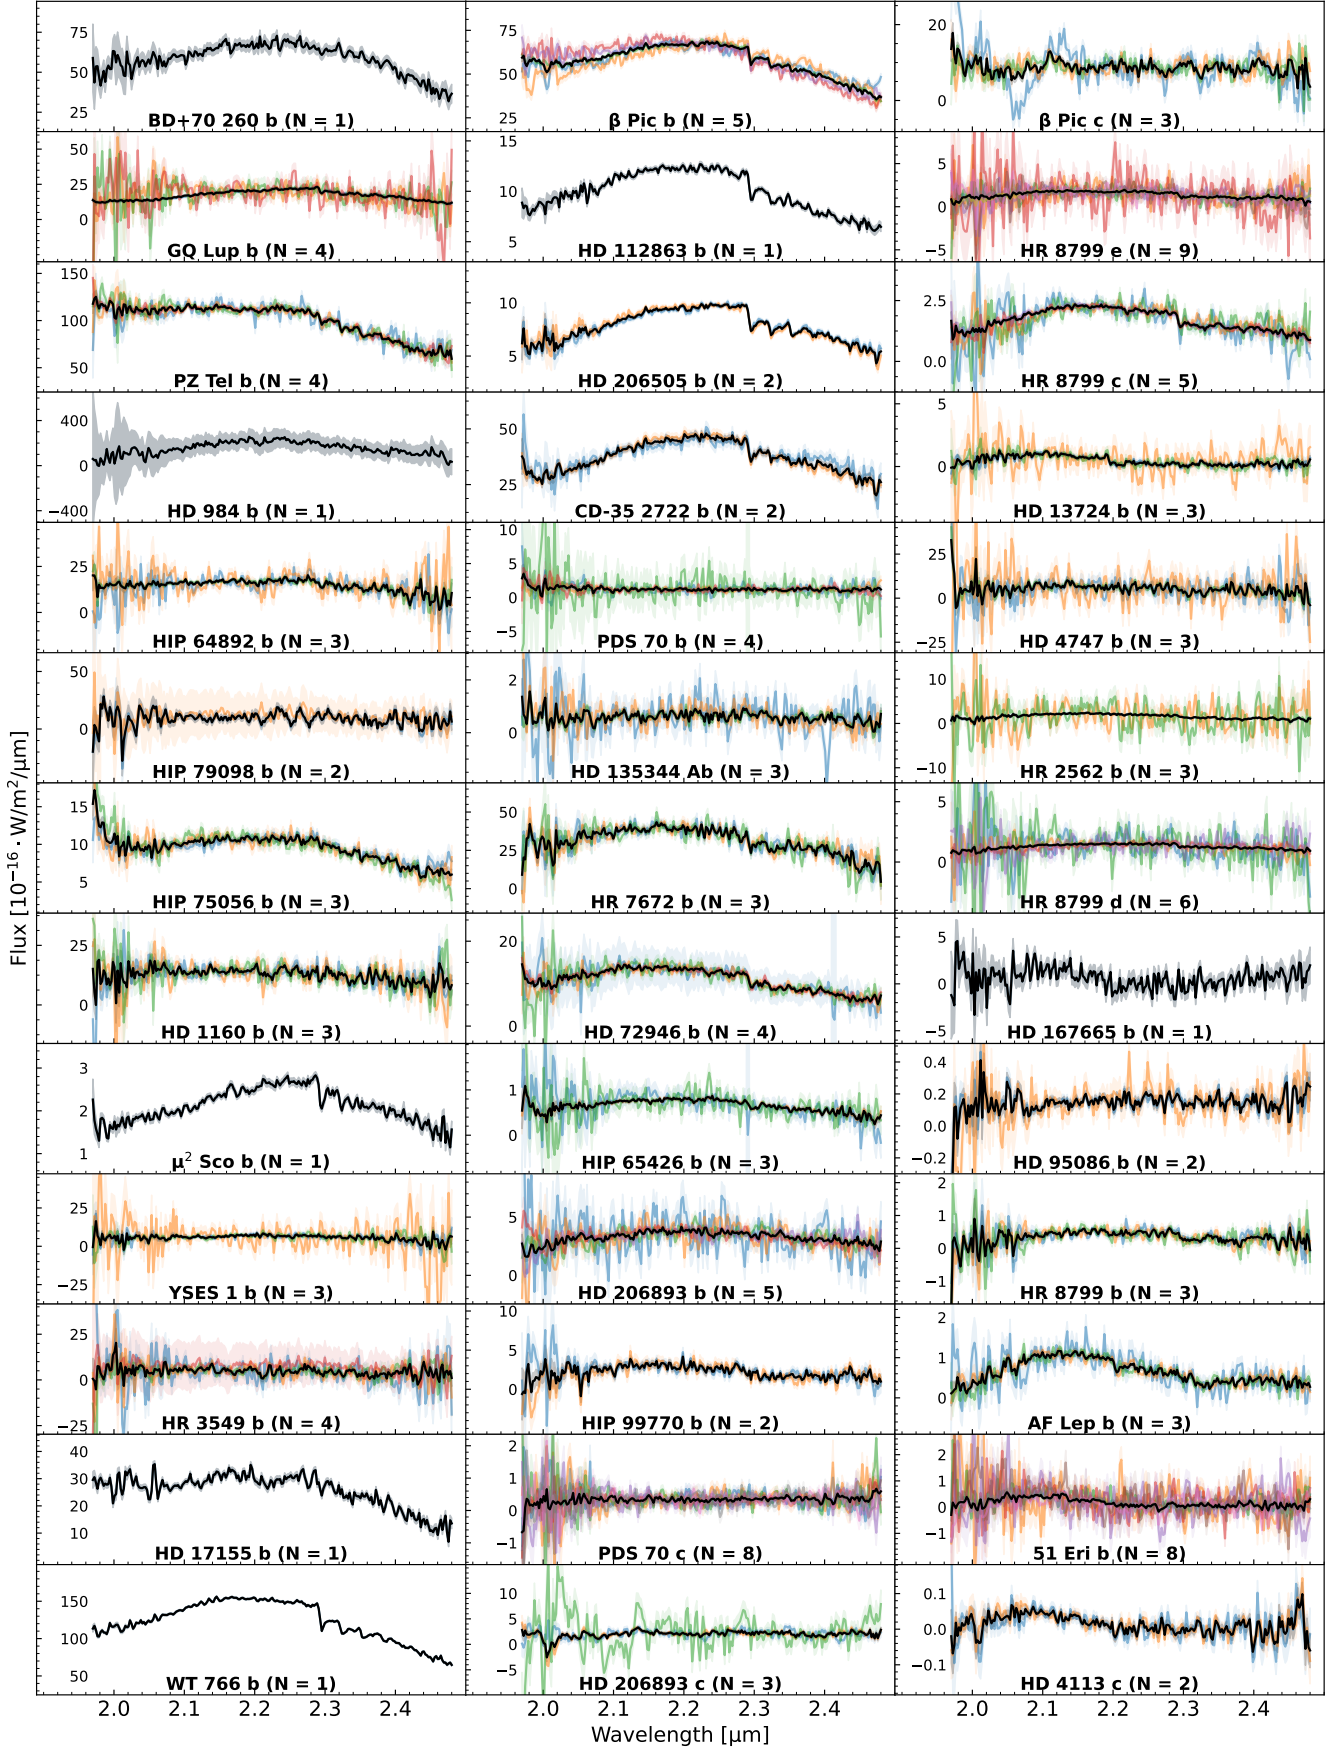 75
50
25
BD+70 260 b (N = 1)
75
50
25
β Pic b (N = 5)
20
0
β Pic c (N = 3)
50
25
0
GQ Lup b (N = 4)
15
10
5
HD 112863 b (N = 1)
5
0
−5
HR 8799 e (N = 9)
150
100
50
PZ Tel b (N = 4)
10
5
HD 206505 b (N = 2)
2.5
0.0
HR 8799 c (N = 5)
400
0
−400
HD 984 b (N = 1)
50
25
CD-35 2722 b (N = 2)
5
0
HD 13724 b (N = 3)
25
0
HIP 64892 b (N = 3)
10
5
0
−5
PDS 70 b (N = 4)
25
0
−25
HD 4747 b (N = 3)
50
0
HIP 79098 b (N = 2)
2
0
HD 135344 Ab (N = 3)
10
0
−10
HR 2562 b (N = 3)
15
10
5
HIP 75056 b (N = 3)
50
25
0
HR 7672 b (N = 3)
5
0
HR 8799 d (N = 6)
25
0
HD 1160 b (N = 3)
20
0
HD 72946 b (N = 4)
5
0
−5
HD 167665 b (N = 1)
3
2
1
μ² Sco b (N = 1)
1
0
HIP 65426 b (N = 3)
0.4
0.2
0.0
−0.2
HD 95086 b (N = 2)
25
0
−25
YSES 1 b (N = 3)
5
0
HD 206893 b (N = 5)
2
1
0
−1
HR 8799 b (N = 3)
25
0
−25
HR 3549 b (N = 4)
10
5
0
HIP 99770 b (N = 2)
2
1
0
AF Lep b (N = 3)
40
30
20
10
HD 17155 b (N = 1)
2
1
0
−1
PDS 70 c (N = 8)
2
1
0
−1
51 Eri b (N = 8)
150
100
50
WT 766 b (N = 1)
10
5
0
−5
HD 206893 c (N = 3)
0.1
0.0
−0.1
HD 4113 c (N = 2)
2.0 2.1 2.2 2.3 2.4
2.0 2.1 2.2 2.3 2.4
2.0 2.1 2.2 2.3 2.4
Wavelength [μm]
Flux [10⁻¹⁶ · W/m²/μm]